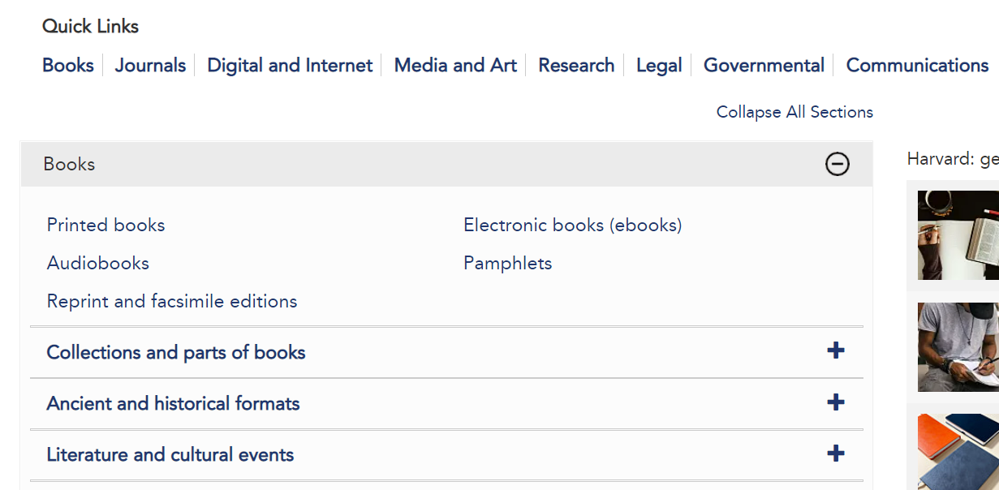 Quick Links
Books Journals Digital and Internet Media and Art Research Legal Governmental Communications
Collapse All Sections
Books
Harvard: ge
Printed books Electronic books (ebooks)
Audiobooks Pamphlets
Reprint and facsimile editions
Collections and parts of books
Ancient and historical formats
Literature and cultural events